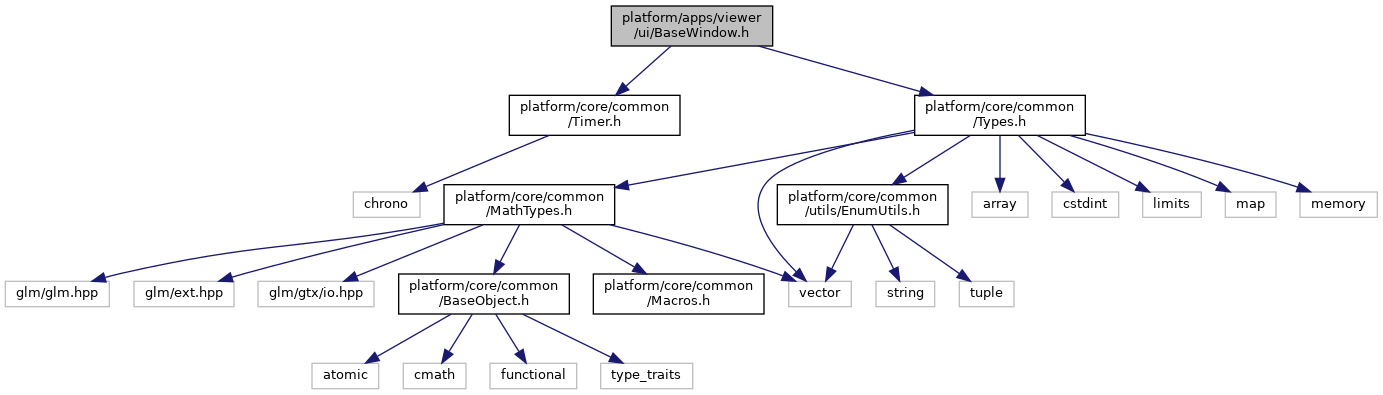 platform/apps/viewer
/ui/BaseWindow.h
platform/core/common
/Timer.h
platform/core/common
/Types.h
chrono
platform/core/common
/MathTypes.h
platform/core/common
/utils/EnumUtils.h
array
cstdint
limits
map
memory
glm/glm.hpp
glm/ext.hpp
glm/gtx/io.hpp
platform/core/common
/BaseObject.h
platform/core/common
/Macros.h
vector
string
tuple
atomic
cmath
functional
type_traits